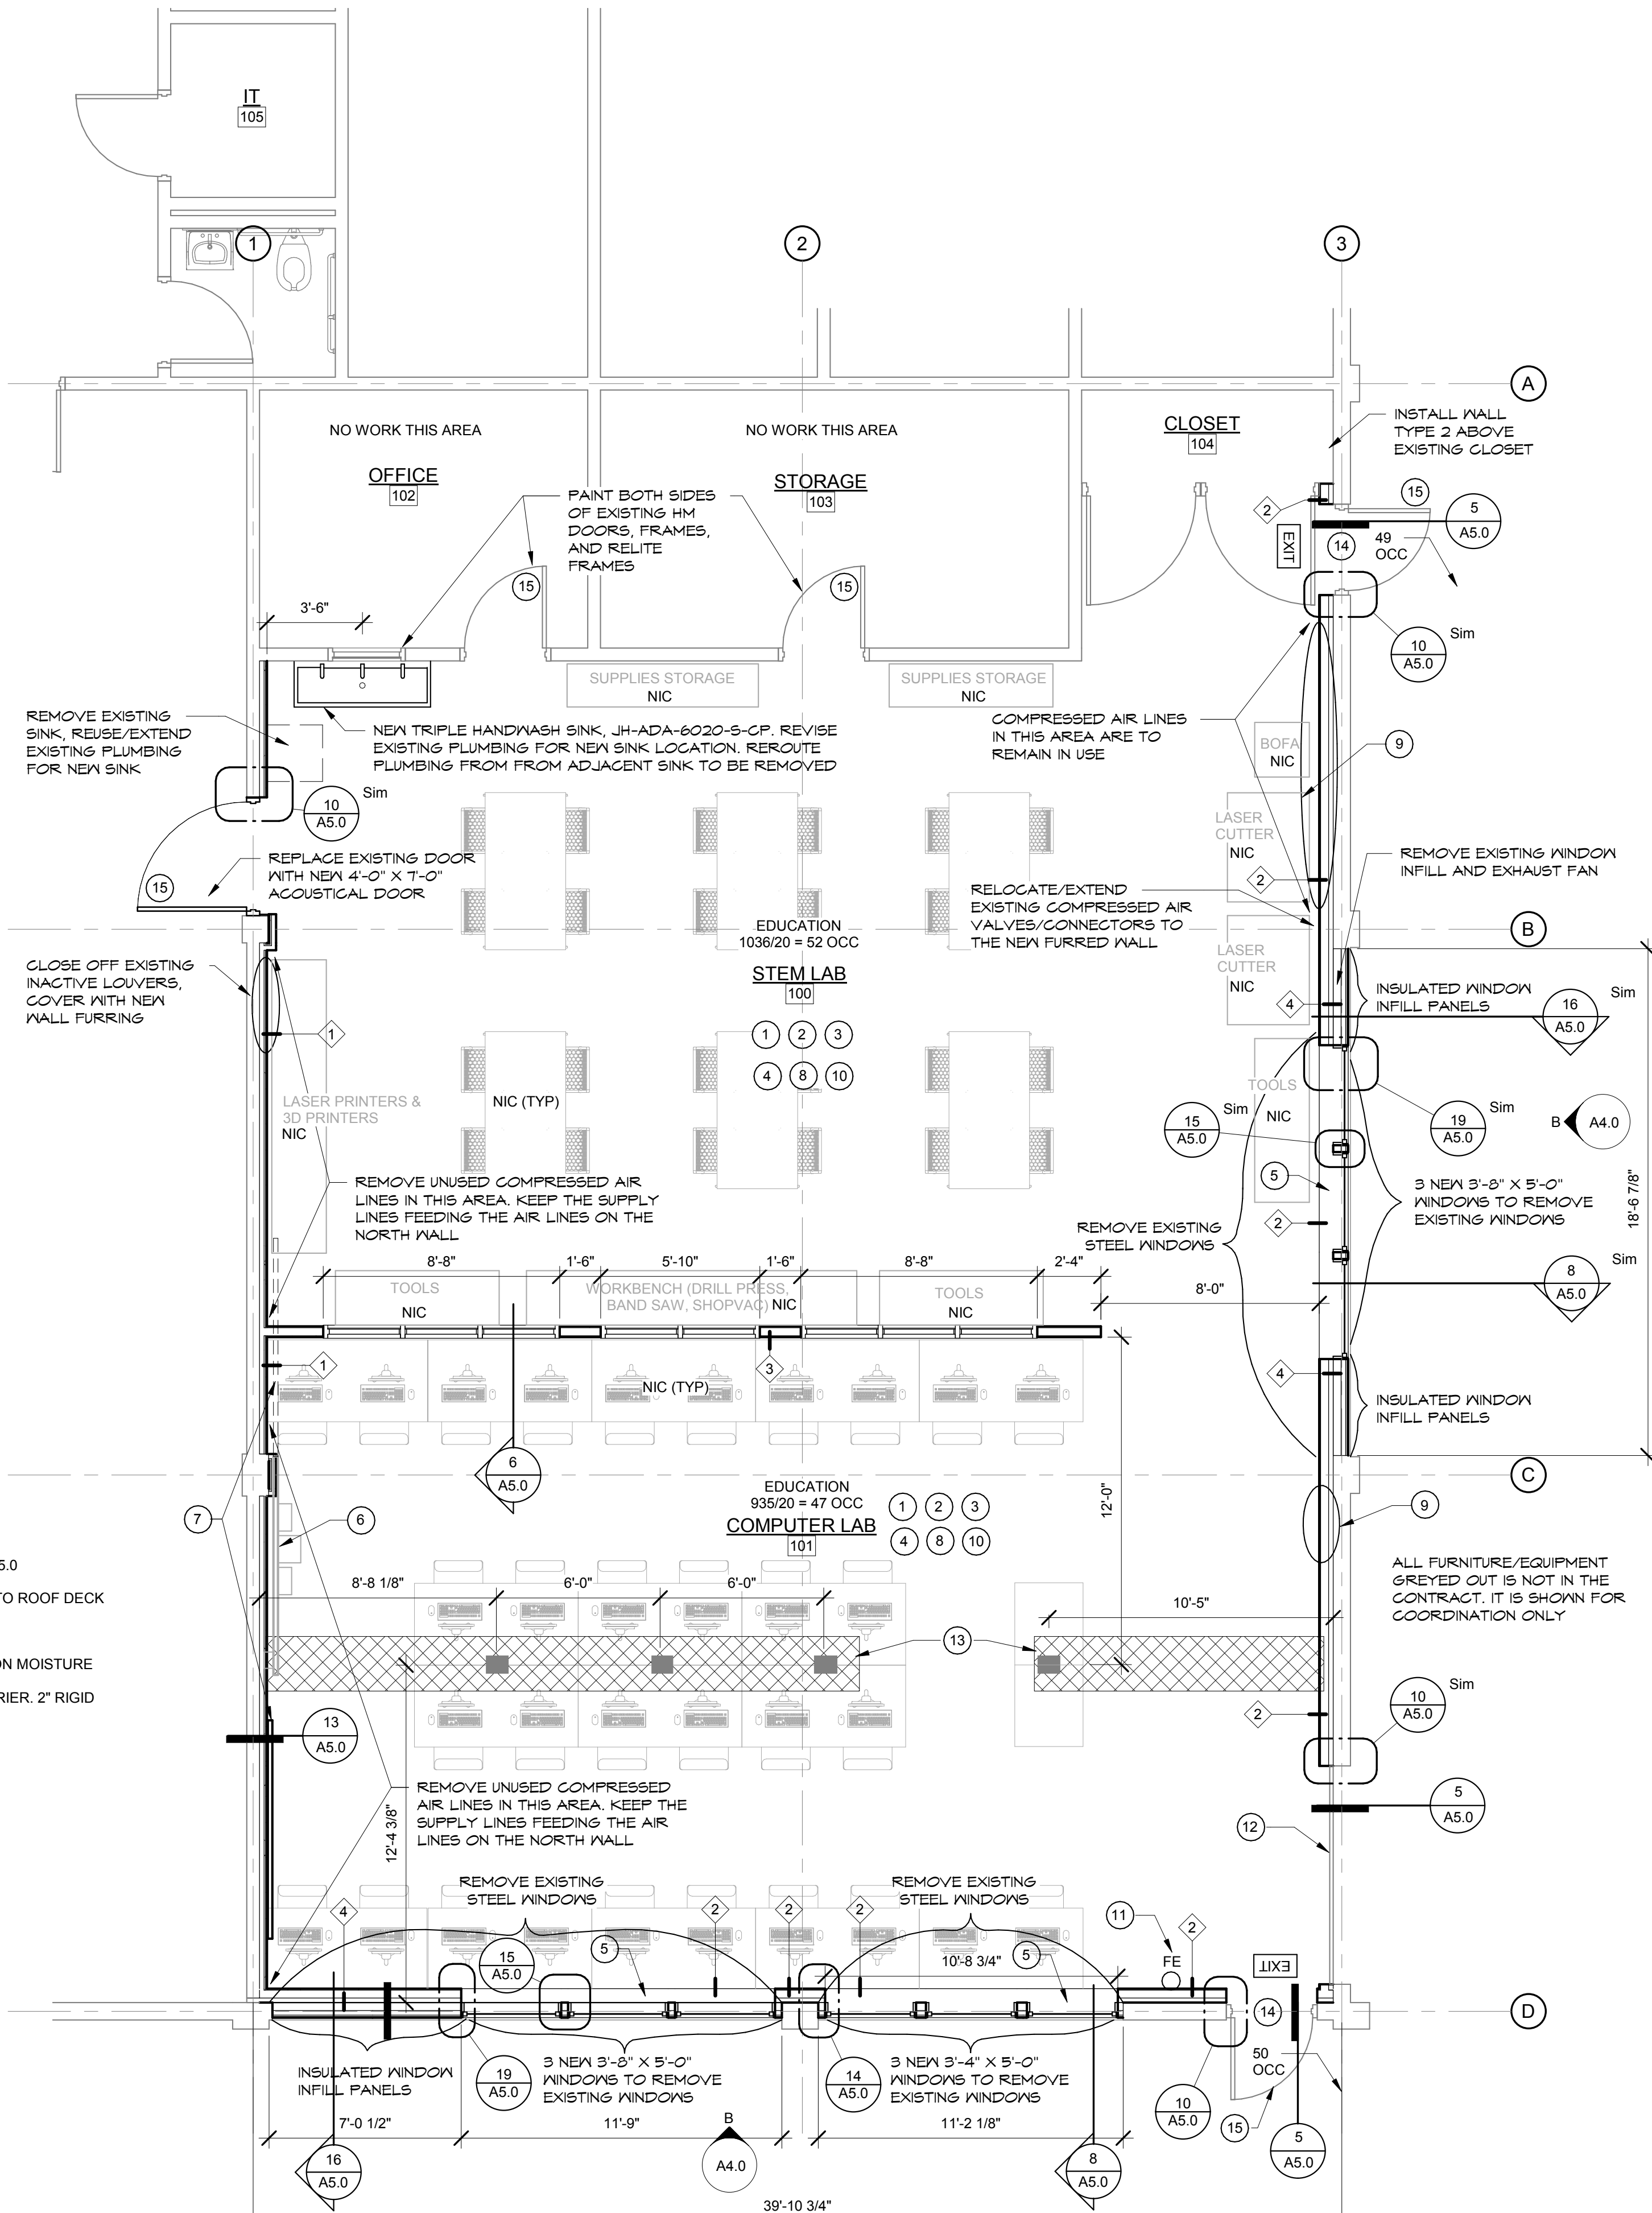 IT
105
1
2
3
A
NO WORK THIS AREA
NO WORK THIS AREA
CLOSET
104
INSTALL WALL
TYPE 2 ABOVE
EXISTING CLOSET
OFFICE
102
STORAGE
103
PAINT BOTH SIDES
OF EXISTING HM
DOORS, FRAMES,
AND RELITE
FRAMES
15
15
15
2
EXIT
14
49
OCC
5
A5.0
3'-6"
10
A5.0
Sim
SUPPLIES STORAGE
NIC
SUPPLIES STORAGE
NIC
REMOVE EXISTING
SINK, REUSE/EXTEND
EXISTING PLUMBING
FOR NEW SINK
NEW TRIPLE HANDWASH SINK, JH-ADA-6020-S-CP. REVISE
EXISTING PLUMBING FOR NEW SINK LOCATION. REROUTE
PLUMBING FROM FROM ADJACENT SINK TO BE REMOVED
COMPRESSED AIR LINES
IN THIS AREA ARE TO
REMAIN IN USE
BOFA
NIC
9
10
A5.0
Sim
LASER
CUTTER
NIC
REPLACE EXISTING DOOR
WITH NEW 4'-0" X 7'-0"
ACOUSTICAL DOOR
15
REMOVE EXISTING WINDOW
INFILL AND EXHAUST FAN
2
RELOCATE/EXTEND
EXISTING COMPRESSED AIR
VALVES/CONNECTORS TO
THE NEW FURRED WALL
EDUCATION
1036/20 = 52 OCC
STEM LAB
100
1
2
3
4
8
10
B
LASER
CUTTER
NIC
CLOSE OFF EXISTING
INACTIVE LOUVERS,
COVER WITH NEW
WALL FURRING
1
4
INSULATED WINDOW
INFILL PANELS
16
A5.0
Sim
TOOLS
NIC
LASER PRINTERS &
3D PRINTERS
NIC
NIC (TYP)
15
A5.0
Sim
19
A5.0
Sim
B
A4.0
5
REMOVE UNUSED COMPRESSED AIR
LINES IN THIS AREA. KEEP THE SUPPLY
LINES FEEDING THE AIR LINES ON THE
NORTH WALL
3 NEW 3'-8" X 5'-0"
WINDOWS TO REMOVE
EXISTING WINDOWS
18'-6 7/8"
2
REMOVE EXISTING
STEEL WINDOWS
8'-8"
1'-6"
5'-10"
1'-6"
8'-8"
2'-4"
8'-0"
8
A5.0
Sim
TOOLS
NIC
WORKBENCH (DRILL PRESS,
BAND SAW, SHOPVAC)
NIC
TOOLS
NIC
1
3
NIC (TYP)
4
INSULATED WINDOW
INFILL PANELS
6
A5.0
C
EDUCATION
935/20 = 47 OCC
COMPUTER LAB
101
1
2
3
4
8
10
12'-0"
9
7
6
5.0
TO ROOF DECK
ON MOISTURE
RIER. 2" RIGID
8'-8 1/8"
6'-0"
6'-0"
10'-5"
13
ALL FURNITURE/EQUIPMENT
GREYED OUT IS NOT IN THE
CONTRACT. IT IS SHOWN FOR
COORDINATION ONLY
10
A5.0
Sim
2
13
A5.0
5
A5.0
12
REMOVE UNUSED COMPRESSED
AIR LINES IN THIS AREA. KEEP THE
SUPPLY LINES FEEDING THE AIR
LINES ON THE NORTH WALL
12'-4 3/8"
REMOVE EXISTING
STEEL WINDOWS
REMOVE EXISTING
STEEL WINDOWS
4
2
2
2
11
FE
2
15
A5.0
5
10'-8 3/4"
5
EXIT
14
D
INSULATED WINDOW
INFILL PANELS
19
A5.0
3 NEW 3'-8" X 5'-0"
WINDOWS TO REMOVE
EXISTING WINDOWS
14
A5.0
3 NEW 3'-4" X 5'-0"
WINDOWS TO REMOVE
EXISTING WINDOWS
50
OCC
10
A5.0
15
5
A5.0
7'-0 1/2"
11'-9"
11'-2 1/8"
16
A5.0
B
A4.0
8
A5.0
39'-10 3/4"